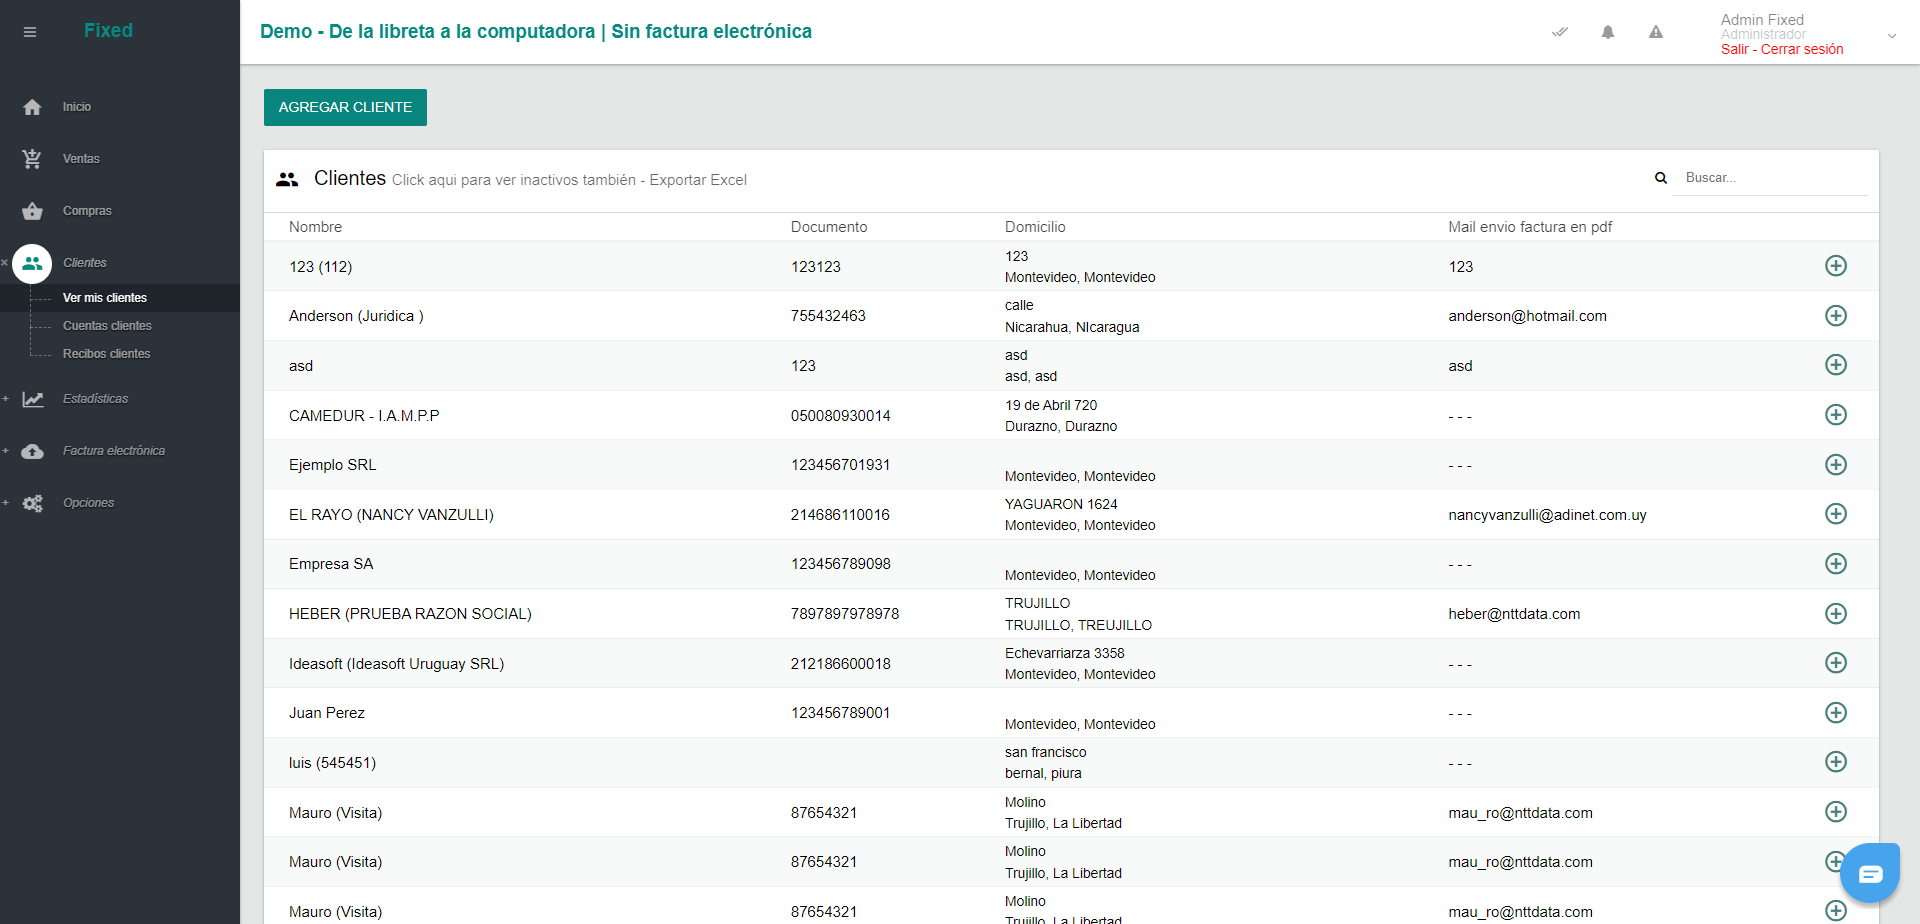 Fixed
Demo - De la libreta a la computadora | Sin factura electrónica
Admin Fixed
Administrador
Salir - Cerrar sesión
Inicio
Ventas
Compras
Clientes
Ver mis clientes
Cuentas clientes
Recibos clientes
Estadísticas
Factura electrónica
Opciones
AGREGAR CLIENTE
Clientes Click aqui para ver inactivos también - Exportar Excel
Buscar...
Nombre Documento Domicilio Mail envio factura en pdf
123 (112) 123123 123
Montevideo, Montevideo 123
Anderson (Juridica ) 755432463 calle
Nicarahua, NIcaragua anderson@hotmail.com
asd 123 asd
asd, asd asd
CAMEDUR - I.A.M.P.P 050080930014 19 de Abril 720
Durazno, Durazno - - -
Ejemplo SRL 123456701931
Montevideo, Montevideo - - -
EL RAYO (NANCY VANZULLI) 214686110016 YAGUARON 1624
Montevideo, Montevideo nancyvanzulli@adinet.com.uy
Empresa SA 123456789098
Montevideo, Montevideo - - -
HEBER (PRUEBA RAZON SOCIAL) 7897897978978 TRUJILLO
TRUJILLO, TREUJILLO heber@nttdata.com
Ideasoft (Ideasoft Uruguay SRL) 212186600018 Echevarriarza 3358
Montevideo, Montevideo - - -
Juan Perez 123456789001
Montevideo, Montevideo - - -
luis (545451) san francisco
bernal, piura - - -
Mauro (Visita) 87654321 Molino
Trujillo, La Libertad mau_ro@nttdata.com
Mauro (Visita) 87654321 Molino
Trujillo, La Libertad mau_ro@nttdata.com
Mauro (Visita) 87654321 Molino
Trujillo, La Libertad mau_ro@nttdata.com